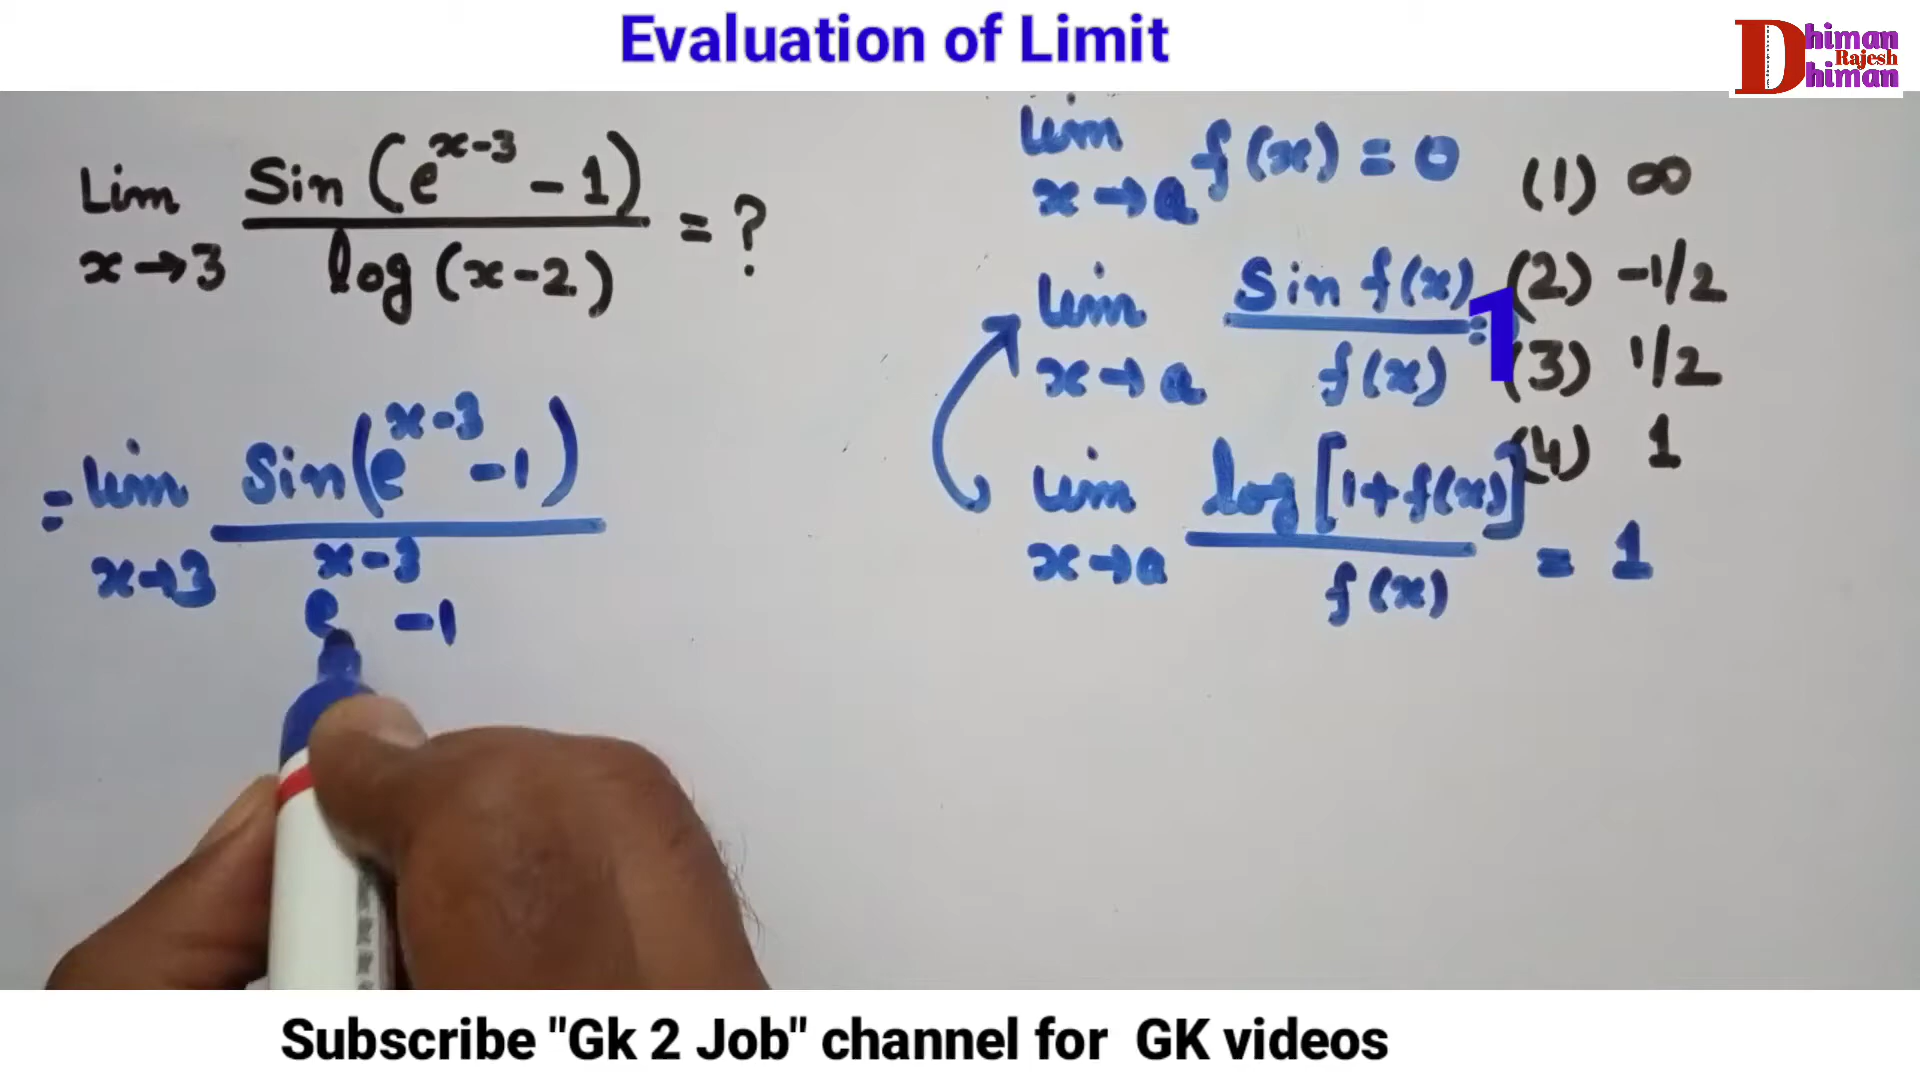 Evaluation of Limit
Dhiman
Rajesh
Dhiman
Lim x→3 Sin(e^(x-3) - 1) / log(x-2) = ?
= lim x→3 Sin(e^(x-3) - 1) / e^(x-3) - 1
lim x→a f(x) = 0
lim x→a Sin f(x) / f(x) = 1
lim x→a log[1+f(x)] / f(x) = 1
(1) ∞
(2) -1/2
(3) 1/2
(4) 1
Subscribe "Gk 2 Job" channel for GK videos